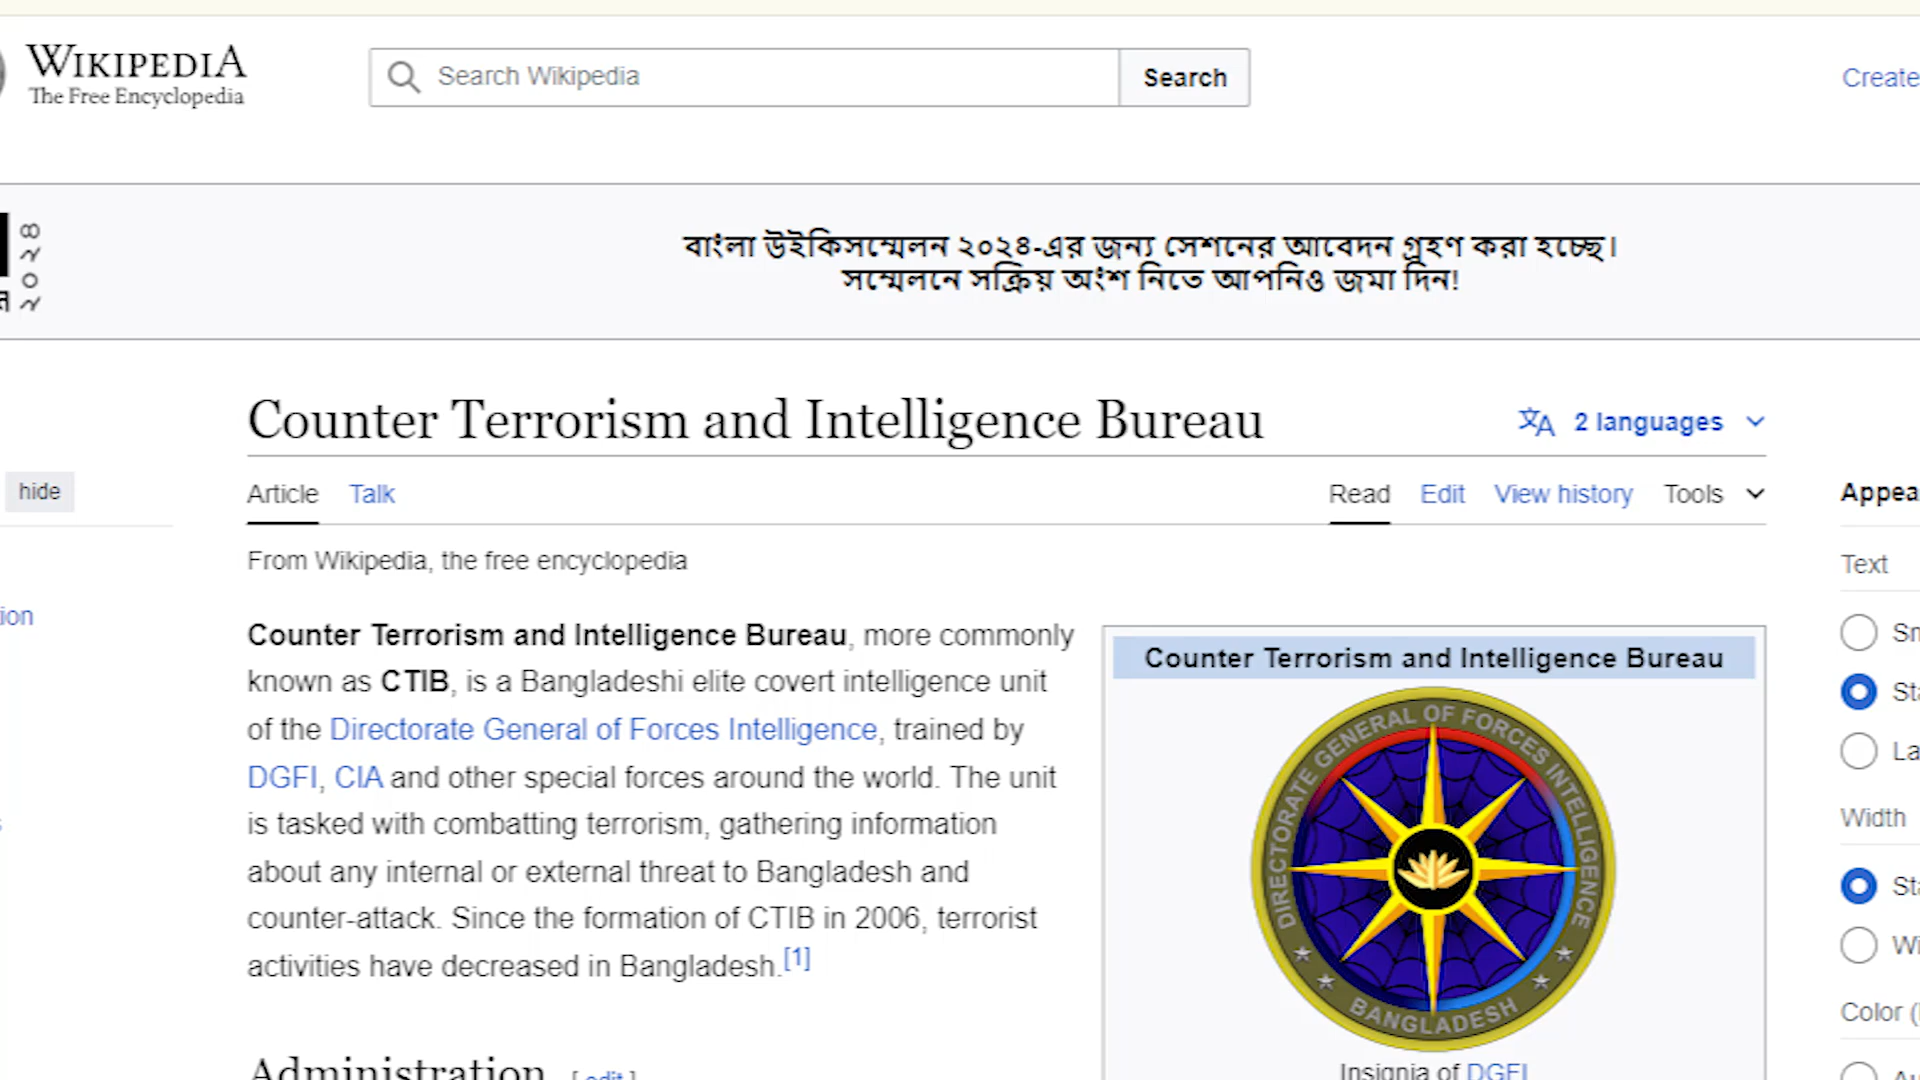 WIKIPEDIA
The Free Encyclopedia
Search Wikipedia
Search
Create
২০২৪
বাংলা উইকিসম্মেলন ২০২৪-এর জন্য সেশনের আবেদন গ্রহণ করা হচ্ছে।
সম্মেলনে সক্রিয় অংশ নিতে আপনিও জমা দিন!
Counter Terrorism and Intelligence Bureau
2 languages
hide
Article Talk
Read Edit View history Tools
From Wikipedia, the free encyclopedia
Counter Terrorism and Intelligence Bureau, more commonly
known as CTIB, is a Bangladeshi elite covert intelligence unit
of the Directorate General of Forces Intelligence, trained by
DGFI, CIA and other special forces around the world. The unit
is tasked with combatting terrorism, gathering information
about any internal or external threat to Bangladesh and
counter-attack. Since the formation of CTIB in 2006, terrorist
activities have decreased in Bangladesh.[1]
Administration [ edit ]
Counter Terrorism and Intelligence Bureau
DIRECTORATE GENERAL OF FORCES INTELLIGENCE
BANGLADESH
Insignia of DGFI
Text
Width
Color (